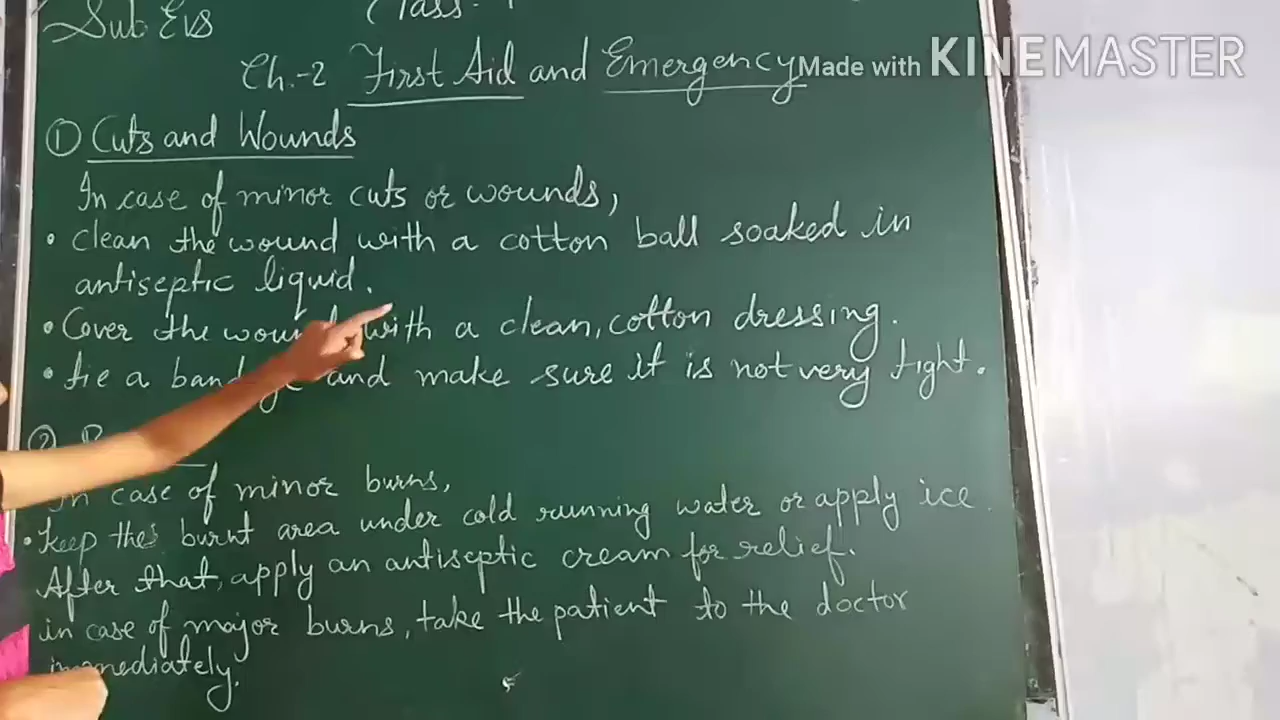 Sub EVS
Class-
Ch.-2 First Aid and Emergency
Made with KINEMASTER
① Cuts and Wounds
In case of minor cuts or wounds,
• Clean the wound with a cotton ball soaked in
antiseptic liquid.
• Cover the wound with a clean, cotton dressing.
• tie a bandage and make sure it is not very tight.
②
In case of minor burns,
• Keep the burnt area under cold running water or apply ice.
After that, apply an antiseptic cream for relief.
in case of major burns, take the patient to the doctor
immediately.